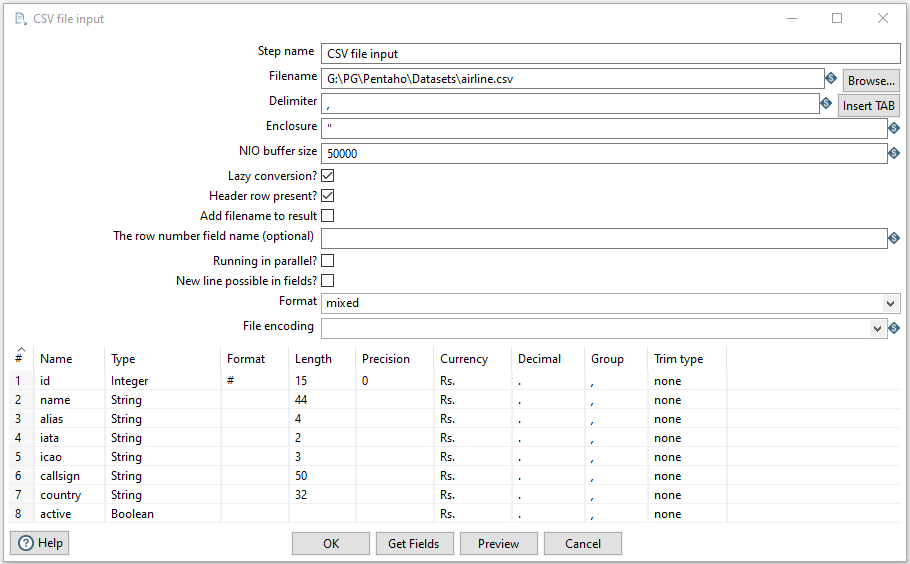 CSV file input
Step name CSV file input
Filename G:\PG\Pentaho\Datasets\airline.csv S Browse...
Delimiter , S Insert TAB
Enclosure " S
NIO buffer size 50000 S
Lazy conversion?
Header row present?
Add filename to result
The row number field name (optional) S
Running in parallel?
New line possible in fields?
Format mixed
File encoding S
# Name Type Format Length Precision Currency Decimal Group Trim type
1 id Integer # 15 0 Rs. . , none
2 name String 44 Rs. . , none
3 alias String 4 Rs. . , none
4 iata String 2 Rs. . , none
5 icao String 3 Rs. . , none
6 callsign String 50 Rs. . , none
7 country String 32 Rs. . , none
8 active Boolean Rs. . , none
? Help OK Get Fields Preview Cancel